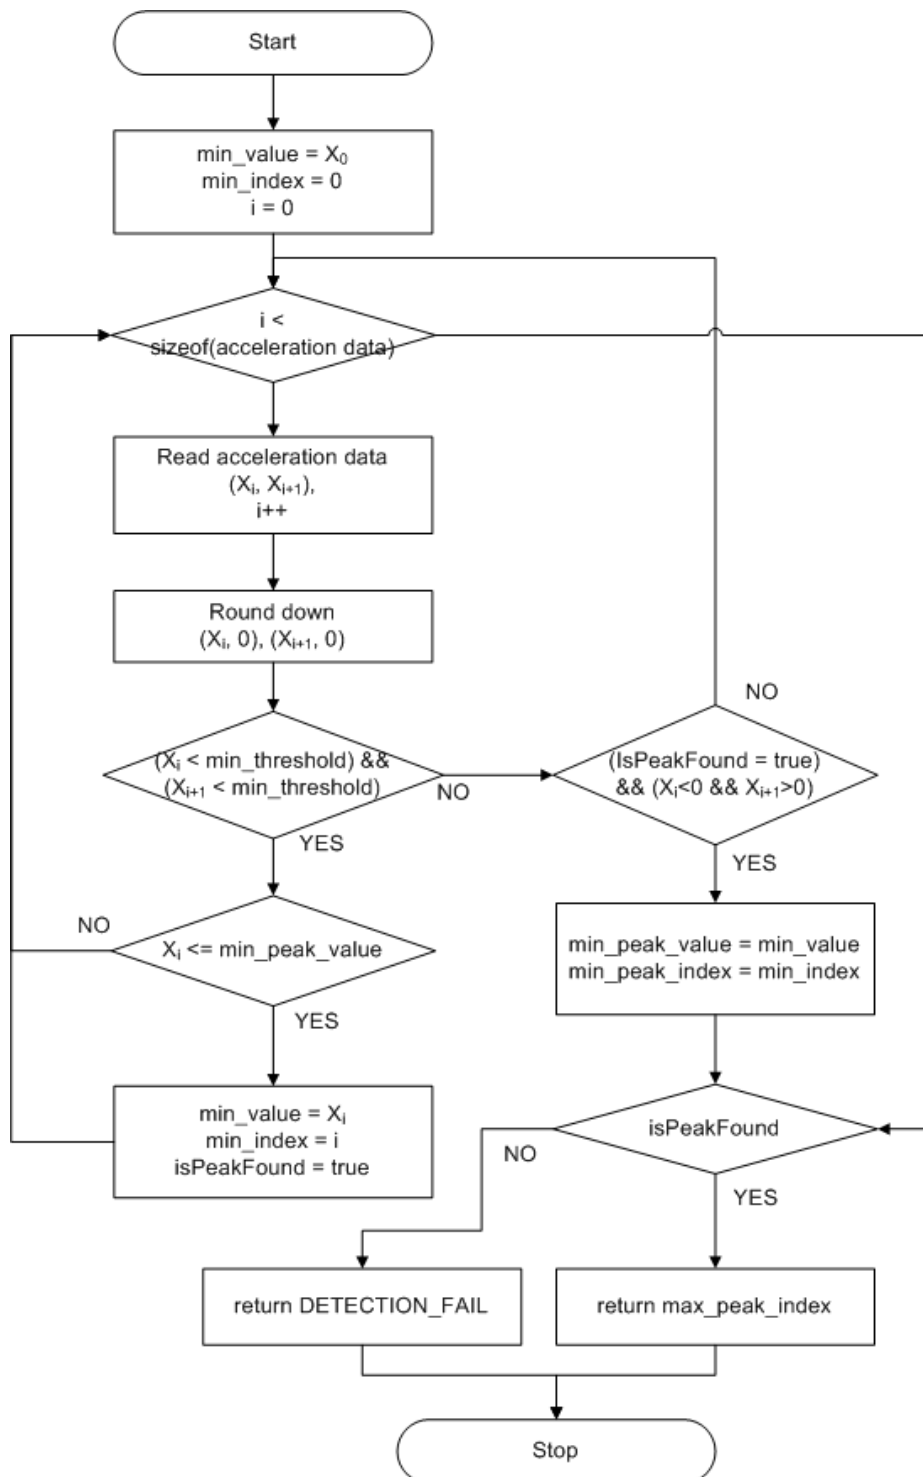 Start
min_value = X₀
min_index = 0
i = 0
i <
sizeof(acceleration data)
Read acceleration data
(Xᵢ, Xᵢ₊₁),
i++
Round down
(Xᵢ, 0), (Xᵢ₊₁, 0)
(Xᵢ < min_threshold) &&
(Xᵢ₊₁ < min_threshold)
NO
YES
NO
(IsPeakFound = true)
&& (Xᵢ<0 && Xᵢ₊₁>0)
YES
NO
Xᵢ <= min_peak_value
YES
min_peak_value = min_value
min_peak_index = min_index
min_value = Xᵢ
min_index = i
isPeakFound = true
isPeakFound
NO
YES
return DETECTION_FAIL
return max_peak_index
Stop